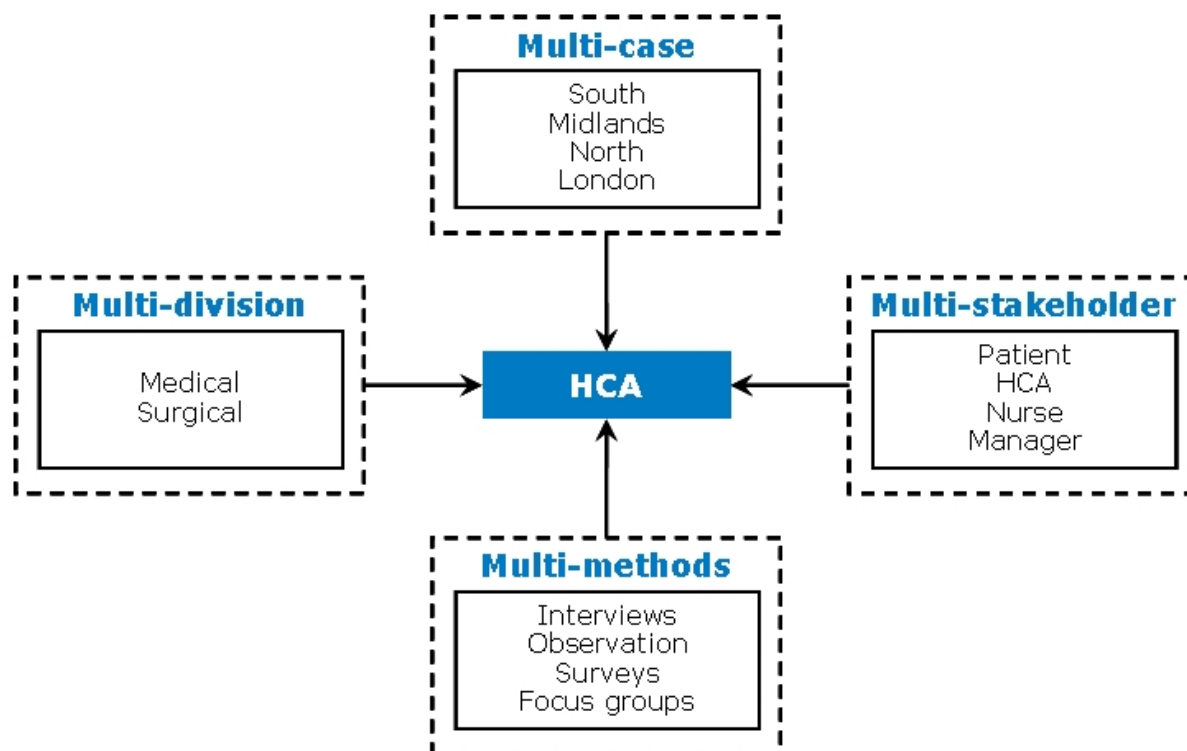 Multi-case
South
Midlands
North
London
Multi-division
Medical
Surgical
HCA
Multi-stakeholder
Patient
HCA
Nurse
Manager
Multi-methods
Interviews
Observation
Surveys
Focus groups